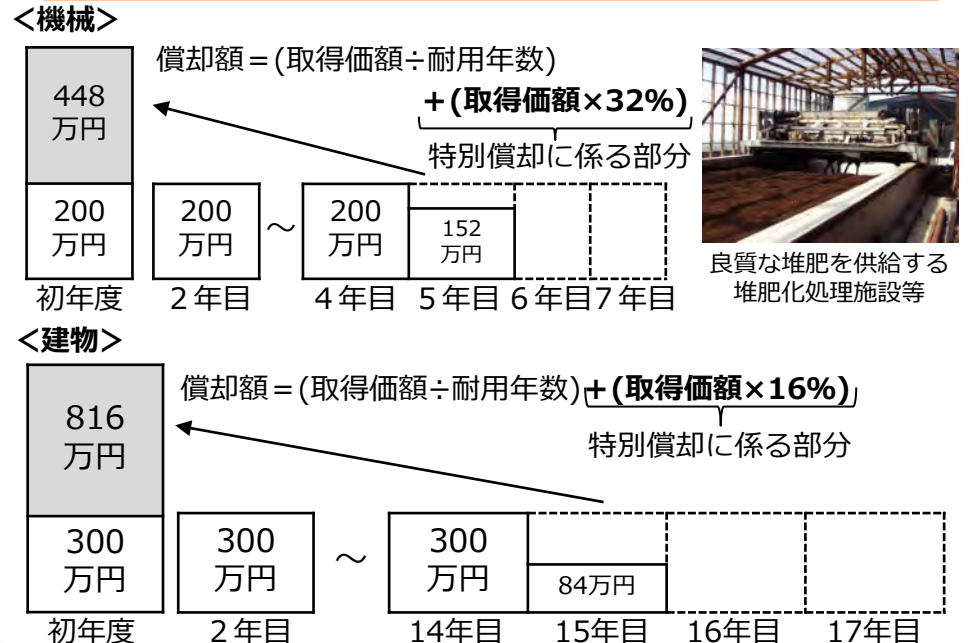 ＜機械＞
償却額＝(取得価額÷耐用年数)
＋(取得価額×32%)
特別償却に係る部分
448
万円
200
万円
200
万円
～
200
万円
152
万円
初年度
２年目
４年目
５年目
６年目
７年目
良質な堆肥を供給する
堆肥化処理施設等
＜建物＞
償却額＝(取得価額÷耐用年数)＋(取得価額×16%)
特別償却に係る部分
816
万円
300
万円
300
万円
～
300
万円
84万円
初年度
２年目
14年目
15年目
16年目
17年目